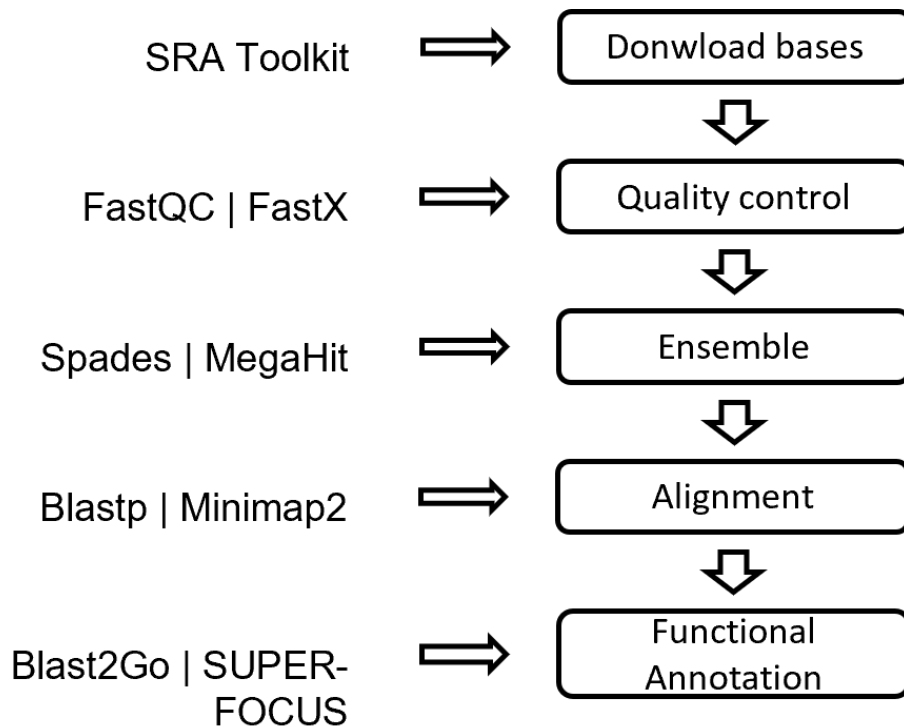 SRA Toolkit
Donwload bases
FastQC | FastX
Quality control
Spades | MegaHit
Ensemble
Blastp | Minimap2
Alignment
Blast2Go | SUPER-
FOCUS
Functional
Annotation